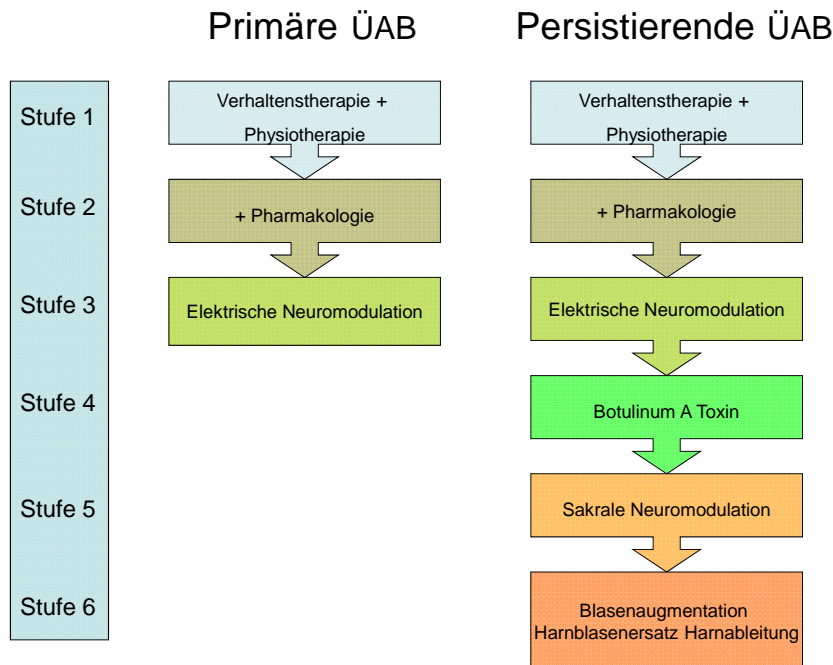 Primäre ÜAB
Persistierende ÜAB
Stufe 1
Verhaltenstherapie +
Physiotherapie
Verhaltenstherapie +
Physiotherapie
Stufe 2
+ Pharmakologie
+ Pharmakologie
Stufe 3
Elektrische Neuromodulation
Elektrische Neuromodulation
Stufe 4
Botulinum A Toxin
Stufe 5
Sakrale Neuromodulation
Stufe 6
Blasenaugmentation
Harnblasenersatz Harnableitung